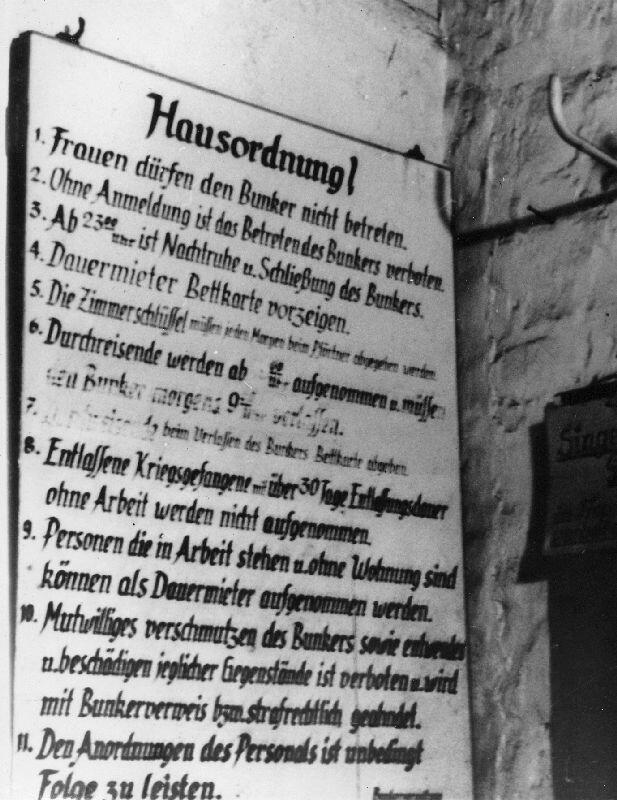 Hausordnung!
1. Frauen dürfen den Bunker nicht betreten.
2. Ohne Anmeldung ist das Betreten des Bunkers verboten.
3. Ab 23 00 Uhr ist Nachtruhe u. Schließung des Bunkers.
4. Dauermieter Bettkarte vorzeigen.
5. Die Zimmerschlüssel müssen jeden Morgen beim Pförtner abgegeben werden.
6. Durchreisende werden ab 00 Uhr aufgenommen u. müssen
den Bunker morgens 9 Uhr verlassen.
7. Durchreisende beim Verlassen des Bunkers Bettkarte abgeben.
8. Entlassene Kriegsgefangene mit über 30 Tage Entlassungsdauer
ohne Arbeit werden nicht aufgenommen.
9. Personen die in Arbeit stehen u. ohne Wohnung sind
können als Dauermieter aufgenommen werden.
10. Mutwilliges verschmutzen des Bunkers sowie entwenden
u. beschädigen jeglicher Gegenstände ist verboten u. wird
mit Bunkerverweis bzw. strafrechtlich geahndet.
11. Den Anordnungen des Personals ist unbedingt
Folge zu leisten.